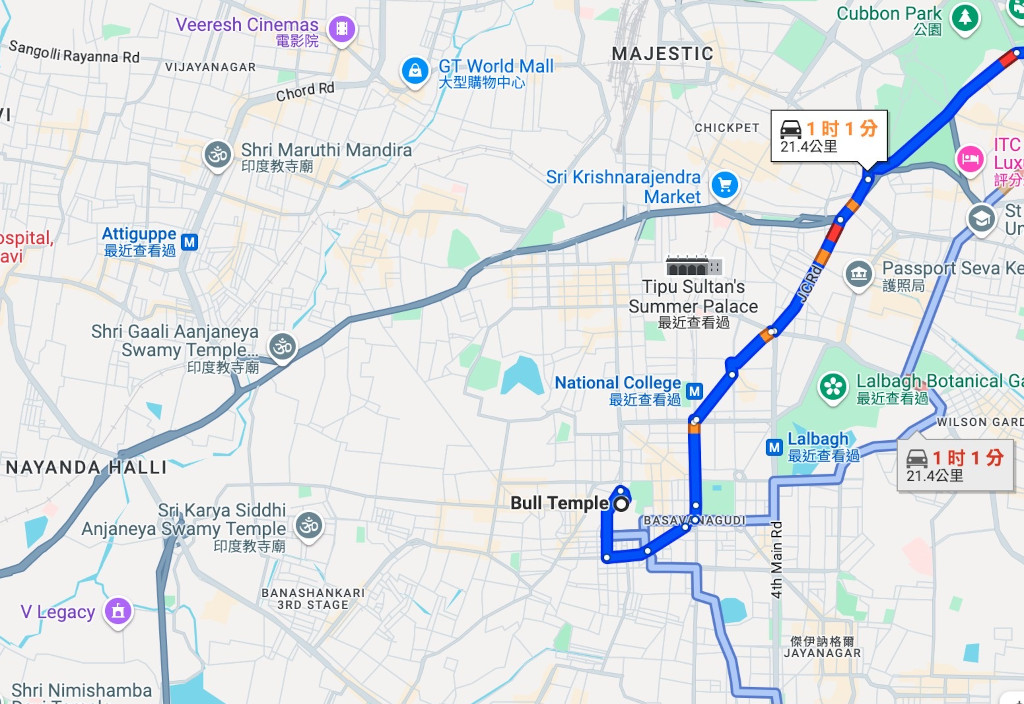 Veeresh Cinemas
電影院
Cubbon Park
公園
Sangolli Rayanna Rd
VIJAYANAGAR
GT World Mall
大型購物中心
MAJESTIC
Chord Rd
CHICKPET
1 时 1 分
21.4公里
ITC
Lux
評分
Shri Maruthi Mandira
印度教寺廟
Sri Krishnarajendra
Market
Attiguppe
最近查看過
M
ospital,
avi
St
Un
Passport Seva Ke
護照局
Tipu Sultan's
Summer Palace
最近查看過
J C Rd
Shri Gaali Aanjaneya
Swamy Temple...
印度教寺廟
National College
最近查看過
M
Lalbagh Botanical Ga
最近查看過
WILSON GARD
Lalbagh
最近查看過
M
1 时 1 分
21.4公里
NAYANDA HALLI
Bull Temple
BASAVANAGUDI
Sri Karya Siddhi
Anjaneya Swamy Temple
印度教寺廟
4th Main Rd
BANASHANKARI
3RD STAGE
V Legacy
傑伊訥格爾
JAYANAGAR
Shri Nimishamba